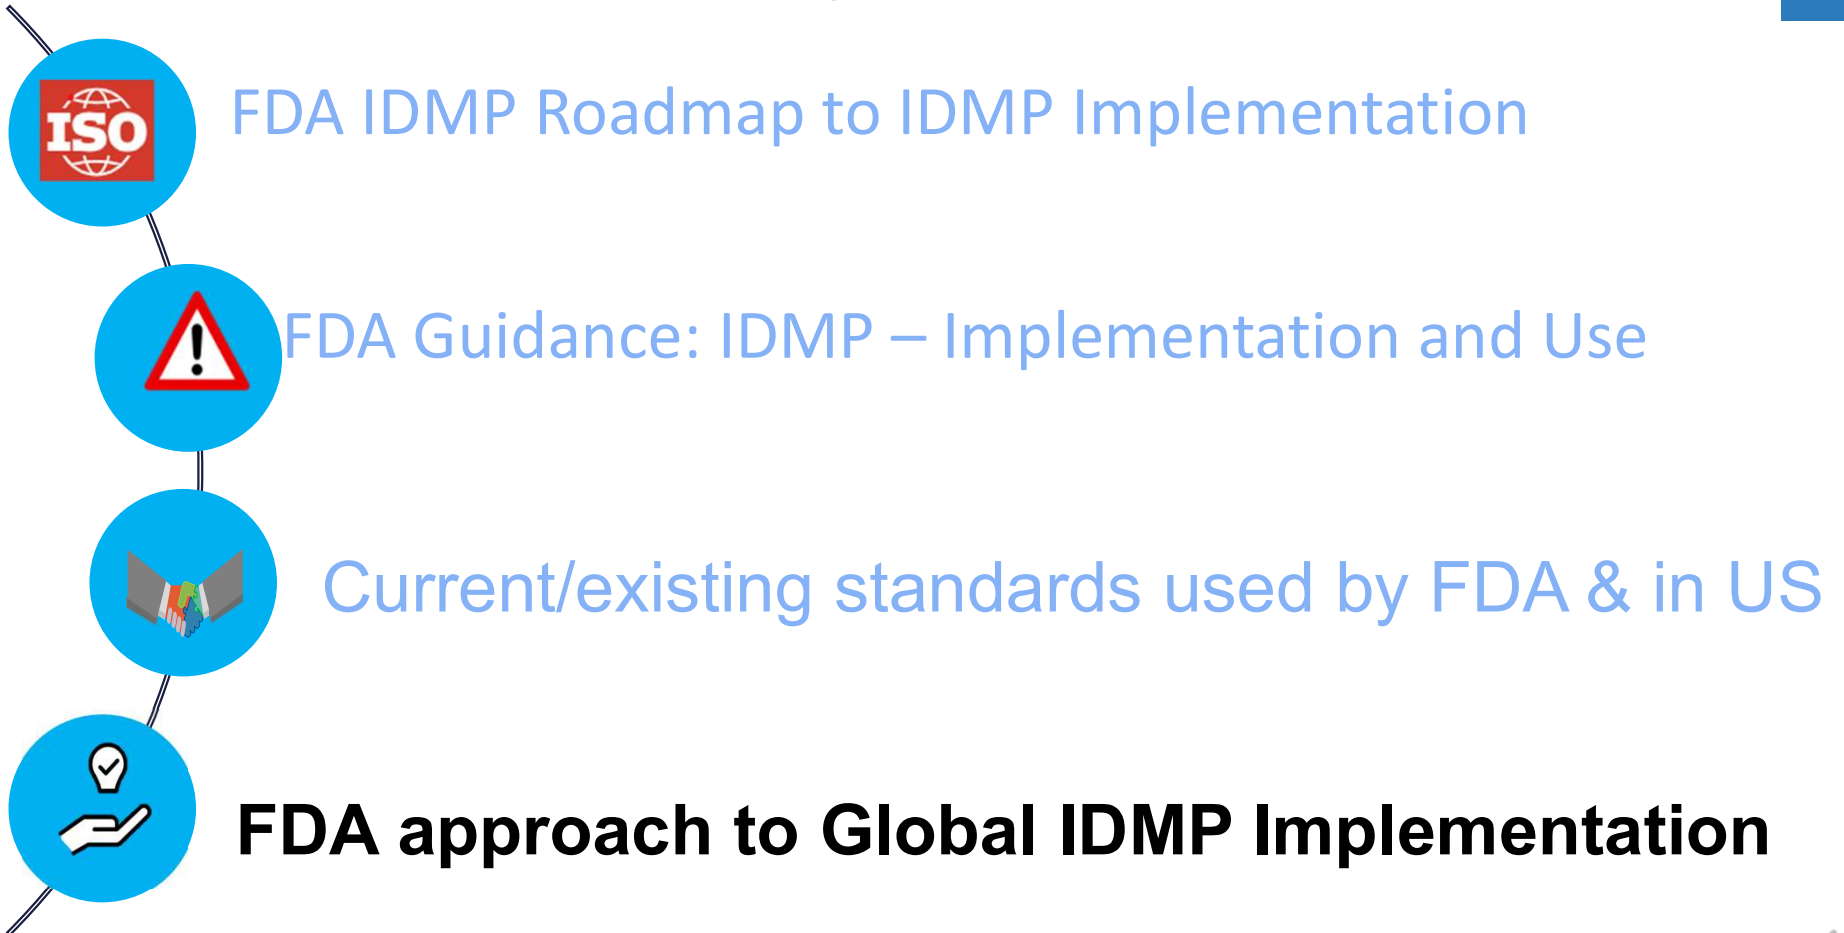 ISO
FDA IDMP Roadmap to IDMP Implementation
FDA Guidance: IDMP – Implementation and Use
Current/existing standards used by FDA & in US
FDA approach to Global IDMP Implementation